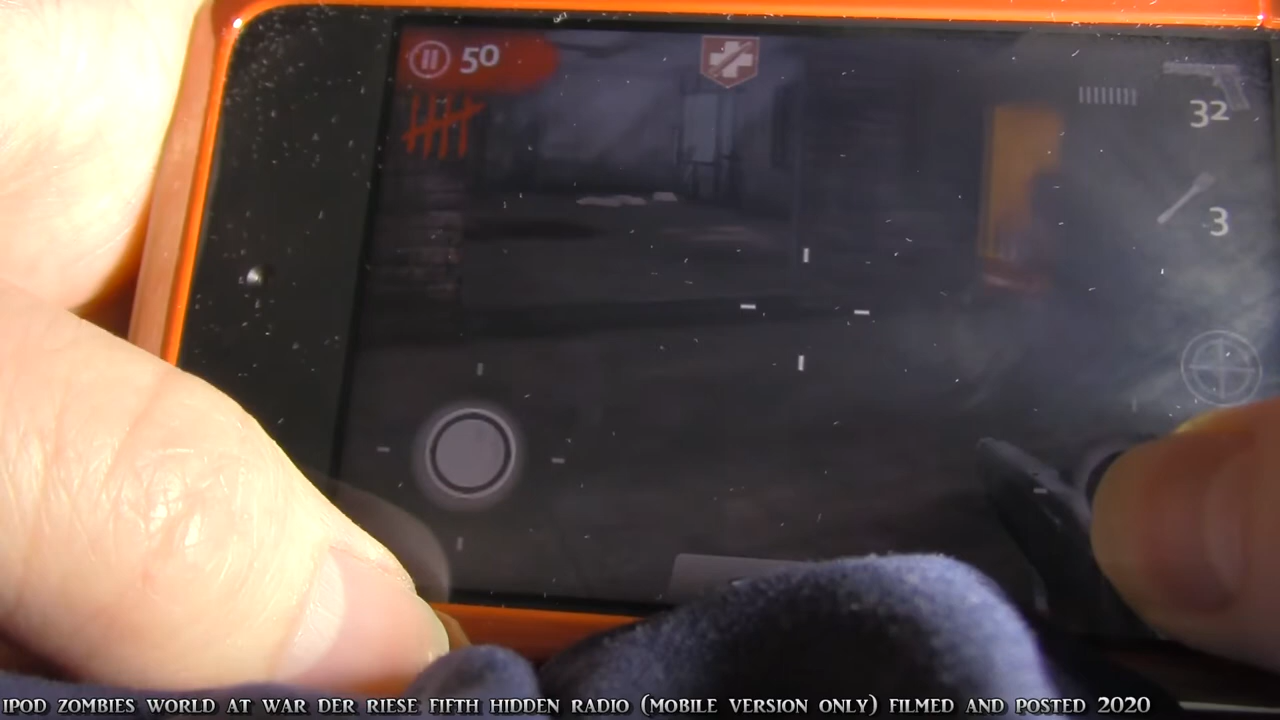 50
32
3
IPOD ZOMBIES WORLD AT WAR DER RIESE FIFTH HIDDEN RADIO (MOBILE VERSION ONLY) FILMED AND POSTED 2020